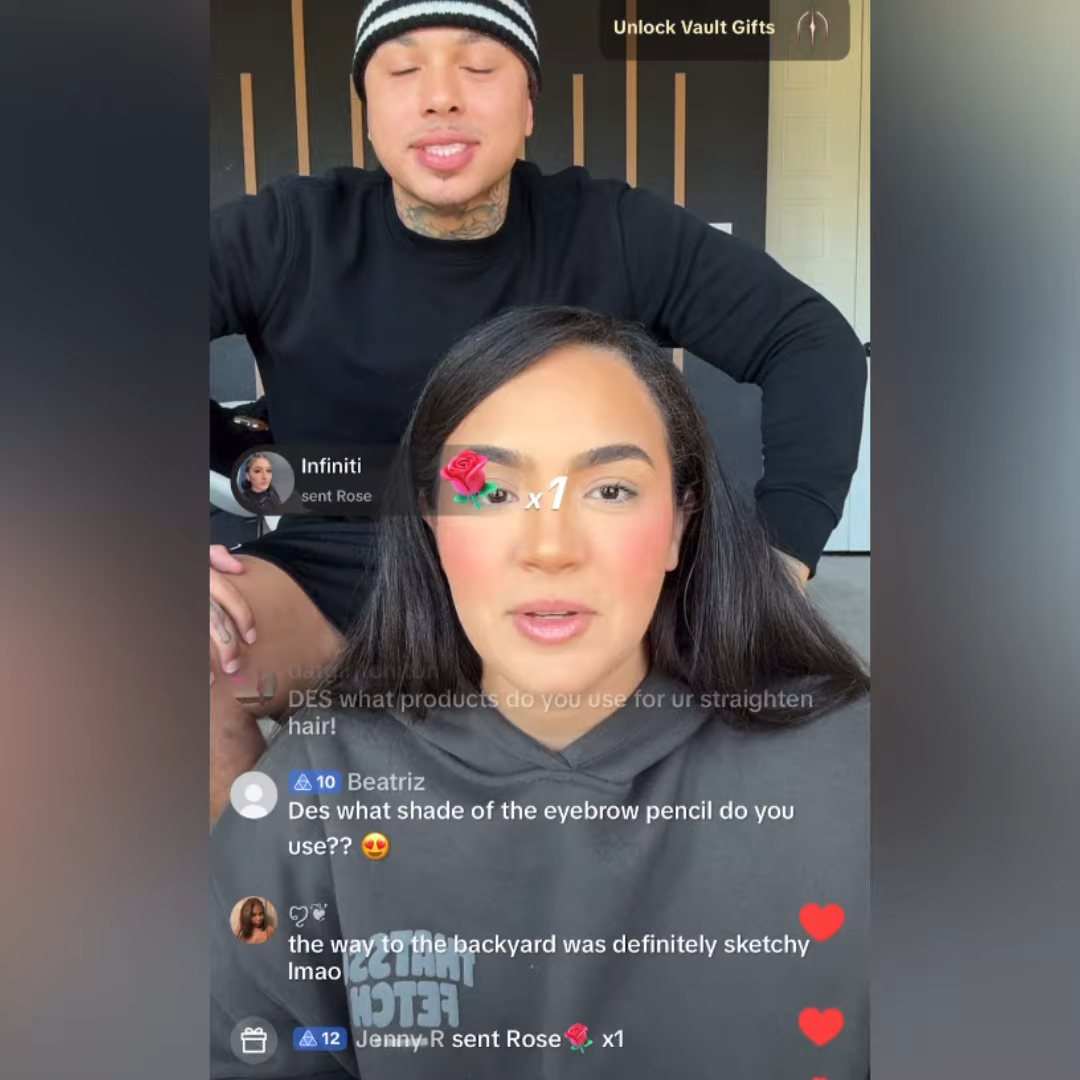 Unlock Vault Gifts
Infiniti
sent Rose
x1
DES what products do you use for ur straighten
hair!
10 Beatriz
Des what shade of the eyebrow pencil do you
use?? 😍
the way to the backyard was definitely sketchy
lmao
THATSS
FETCH
12 Jenny R sent Rose🌹 x1